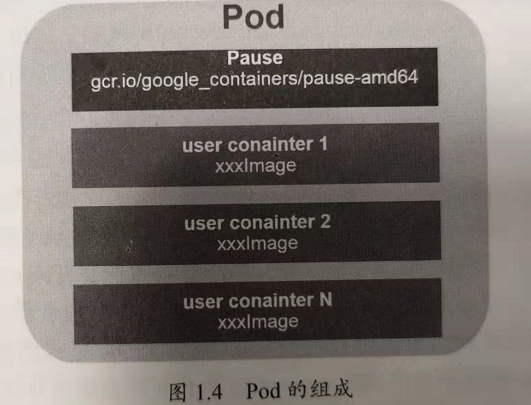 Pod
Pause
gcr.io/google_containers/pause-amd64
user conainter 1
xxxImage
user conainter 2
xxxImage
user conainter N
xxxImage
图 1.4 Pod 的组成